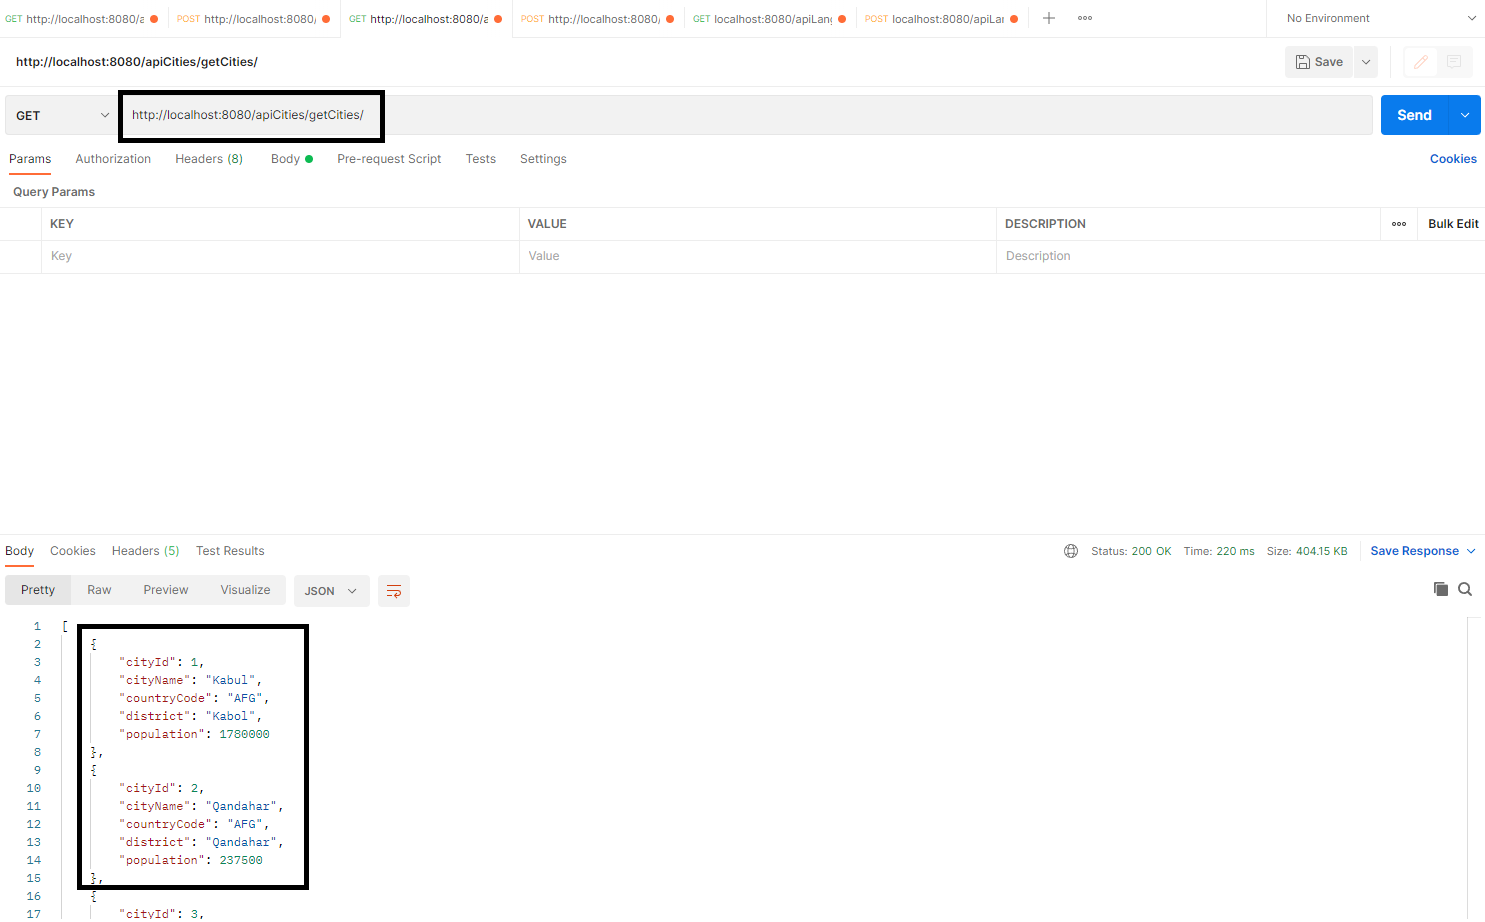 GET http://localhost:8080/a POST http://localhost:8080/ GET http://localhost:8080/a POST http://localhost:8080/ GET localhost:8080/apiLang POST localhost:8080/apiLan No Environment
http://localhost:8080/apiCities/getCities/ Save
GET http://localhost:8080/apiCities/getCities/ Send
Params Authorization Headers (8) Body Pre-request Script Tests Settings Cookies
Query Params
KEY VALUE DESCRIPTION Bulk Edit
Key Value Description
Body Cookies Headers (5) Test Results Status: 200 OK Time: 220 ms Size: 404.15 KB Save Response
Pretty Raw Preview Visualize JSON
1 [
2 {
3 "cityId": 1,
4 "cityName": "Kabul",
5 "countryCode": "AFG",
6 "district": "Kabol",
7 "population": 1780000
8 },
9 {
10 "cityId": 2,
11 "cityName": "Qandahar",
12 "countryCode": "AFG",
13 "district": "Qandahar",
14 "population": 237500
15 },
16 {
17 "cityId": 3,